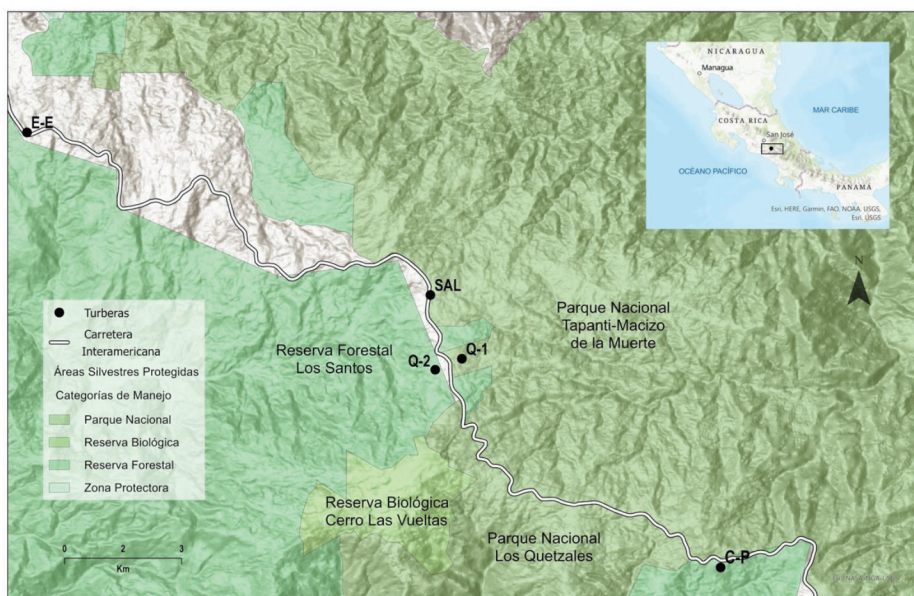 E-E
SAL
Q-1
Q-2
C-P
Parque Nacional
Tapanti-Macizo
de la Muerte
Reserva Forestal
Los Santos
Reserva Biológica
Cerro Las Vueltas
Parque Nacional
Los Quetzales
N
NICARAGUA
Managua
MAR CARIBE
COSTA RICA
San José
OCÉANO PACÍFICO
PANAMÁ
Esri, HERE, Garmin, FAO, NOAA, USGS,
Esri, USGS
Turberas
Carretera
Interamericana
Áreas Silvestres Protegidas
Categorías de Manejo
Parque Nacional
Reserva Biológica
Reserva Forestal
Zona Protectora
0 2 3
Km